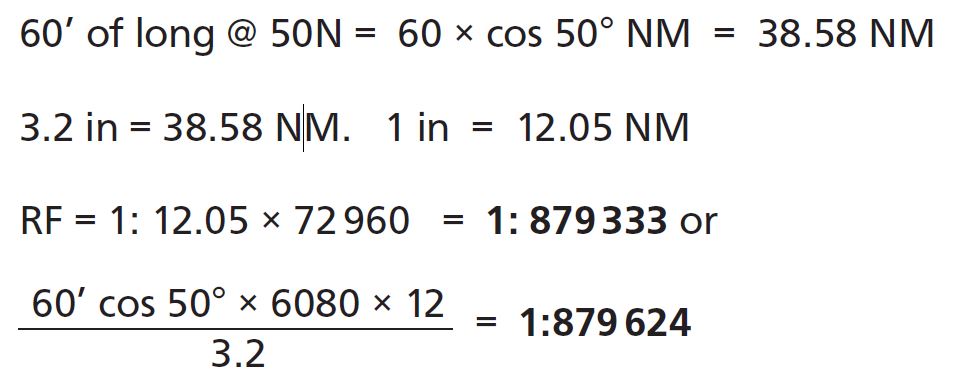 60′ of long @ 50N = 60 × cos 50° NM = 38.58 NM
3.2 in = 38.58 NM. 1 in = 12.05 NM
RF = 1: 12.05 × 72 960 = 1: 879 333 or
60′ cos 50° × 6080 × 12
= 1:879 624
3.2